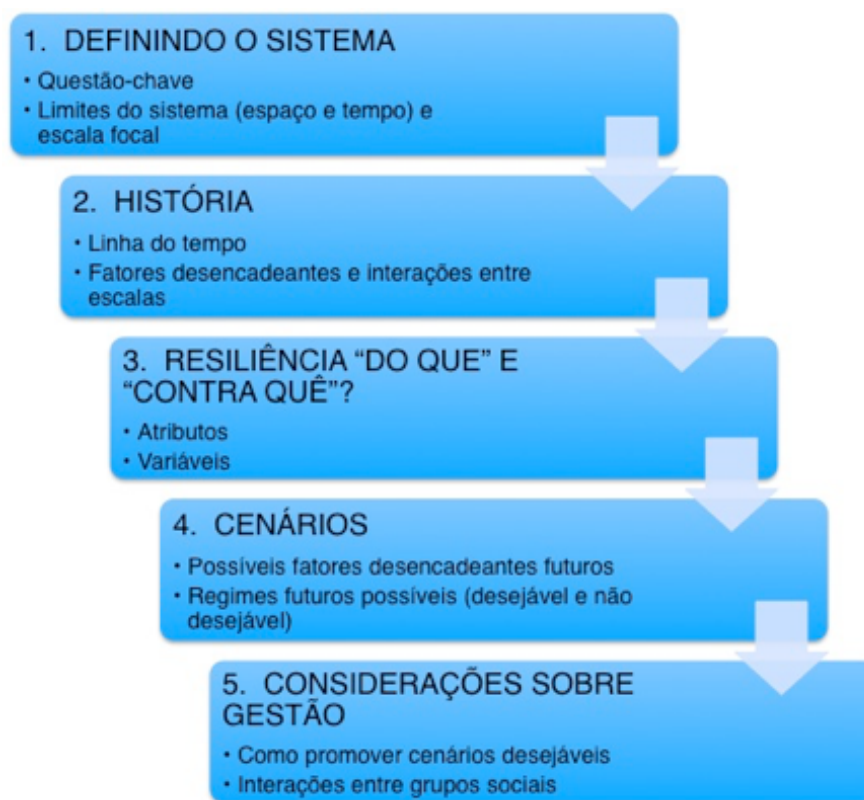 1. DEFININDO O SISTEMA
• Questão-chave
• Limites do sistema (espaço e tempo) e
escala focal
2. HISTÓRIA
• Linha do tempo
• Fatores desencadeantes e interações entre
escalas
3. RESILIÊNCIA “DO QUE” E
“CONTRA QUÊ”?
• Atributos
• Variáveis
4. CENÁRIOS
• Possíveis fatores desencadeantes futuros
• Regimes futuros possíveis (desejável e não
desejável)
5. CONSIDERAÇÕES SOBRE
GESTÃO
• Como promover cenários desejáveis
• Interações entre grupos sociais